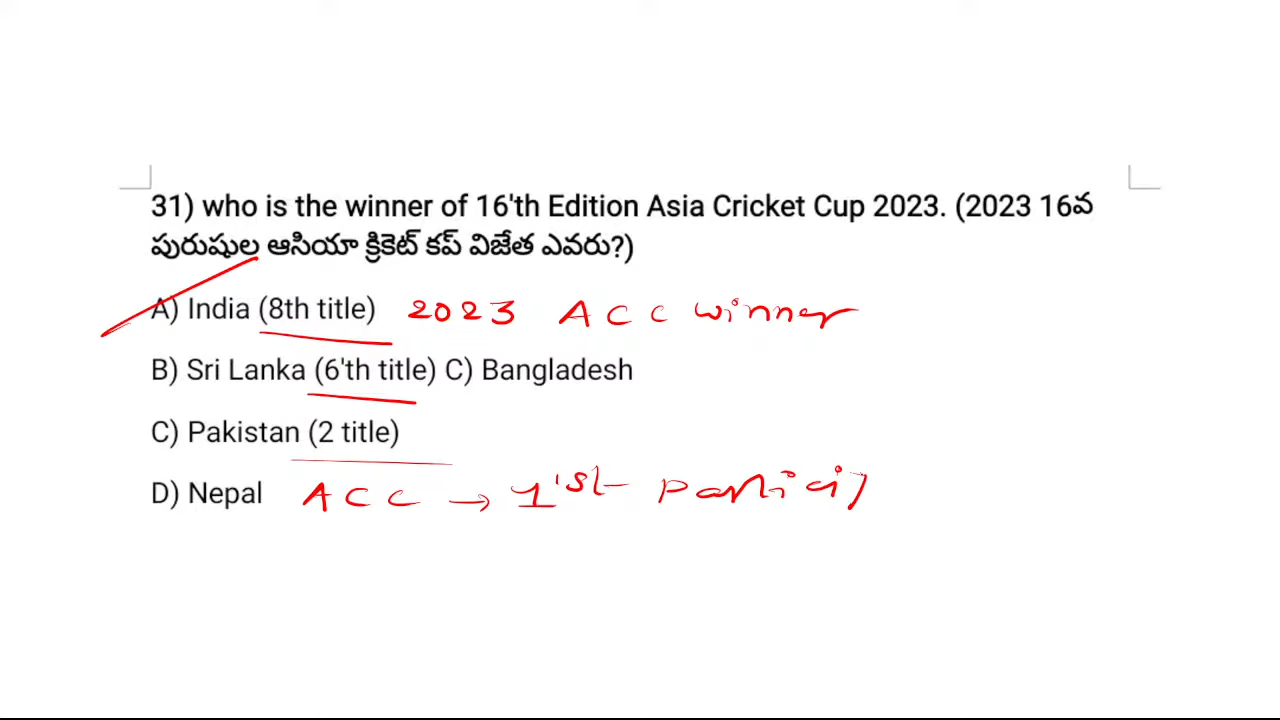 31) who is the winner of 16'th Edition Asia Cricket Cup 2023. (2023 16వ
పురుషుల ఆసియా క్రికెట్ కప్ విజేత ఎవరు?)
A) India (8th title) 2023 ACC winner
B) Sri Lanka (6'th title) C) Bangladesh
C) Pakistan (2 title)
D) Nepal ACC → 1'st